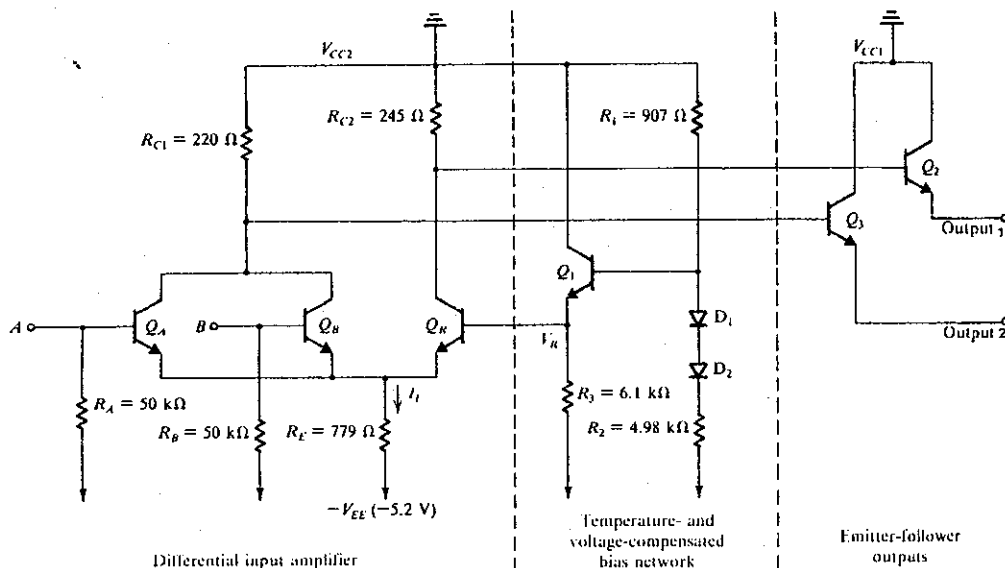 V_CC2
V_CC1
R_C1 = 220 Ω
R_C2 = 245 Ω
R_1 = 907 Ω
Q_2
Q_3
Output 1
Q_1
A
Q_A
B
Q_B
Q_R
V_R
D_1
Output 2
D_2
I_1
R_A = 50 kΩ
R_B = 50 kΩ
R_E = 779 Ω
R_3 = 6.1 kΩ
R_2 = 4.98 kΩ
-V_EE (-5.2 V)
Differential input amplifier
Temperature- and
voltage-compensated
bias network
Emitter-follower
outputs